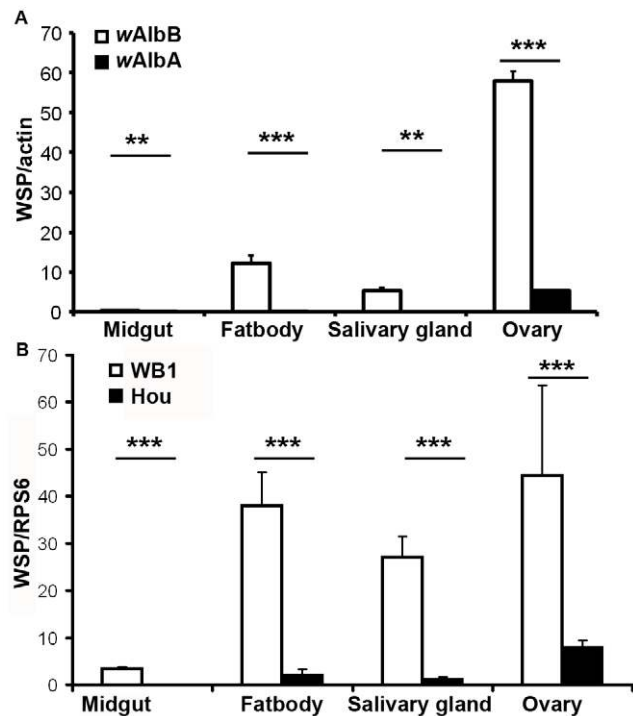 A
70
60
50
40
30
20
10
0
WSP/actin
wAlbB
wAlbA
**
***
**
***
Midgut Fatbody Salivary gland Ovary
B
70
60
50
40
30
20
10
0
WSP/RPS6
WB1
Hou
***
***
***
***
Midgut Fatbody Salivary gland Ovary